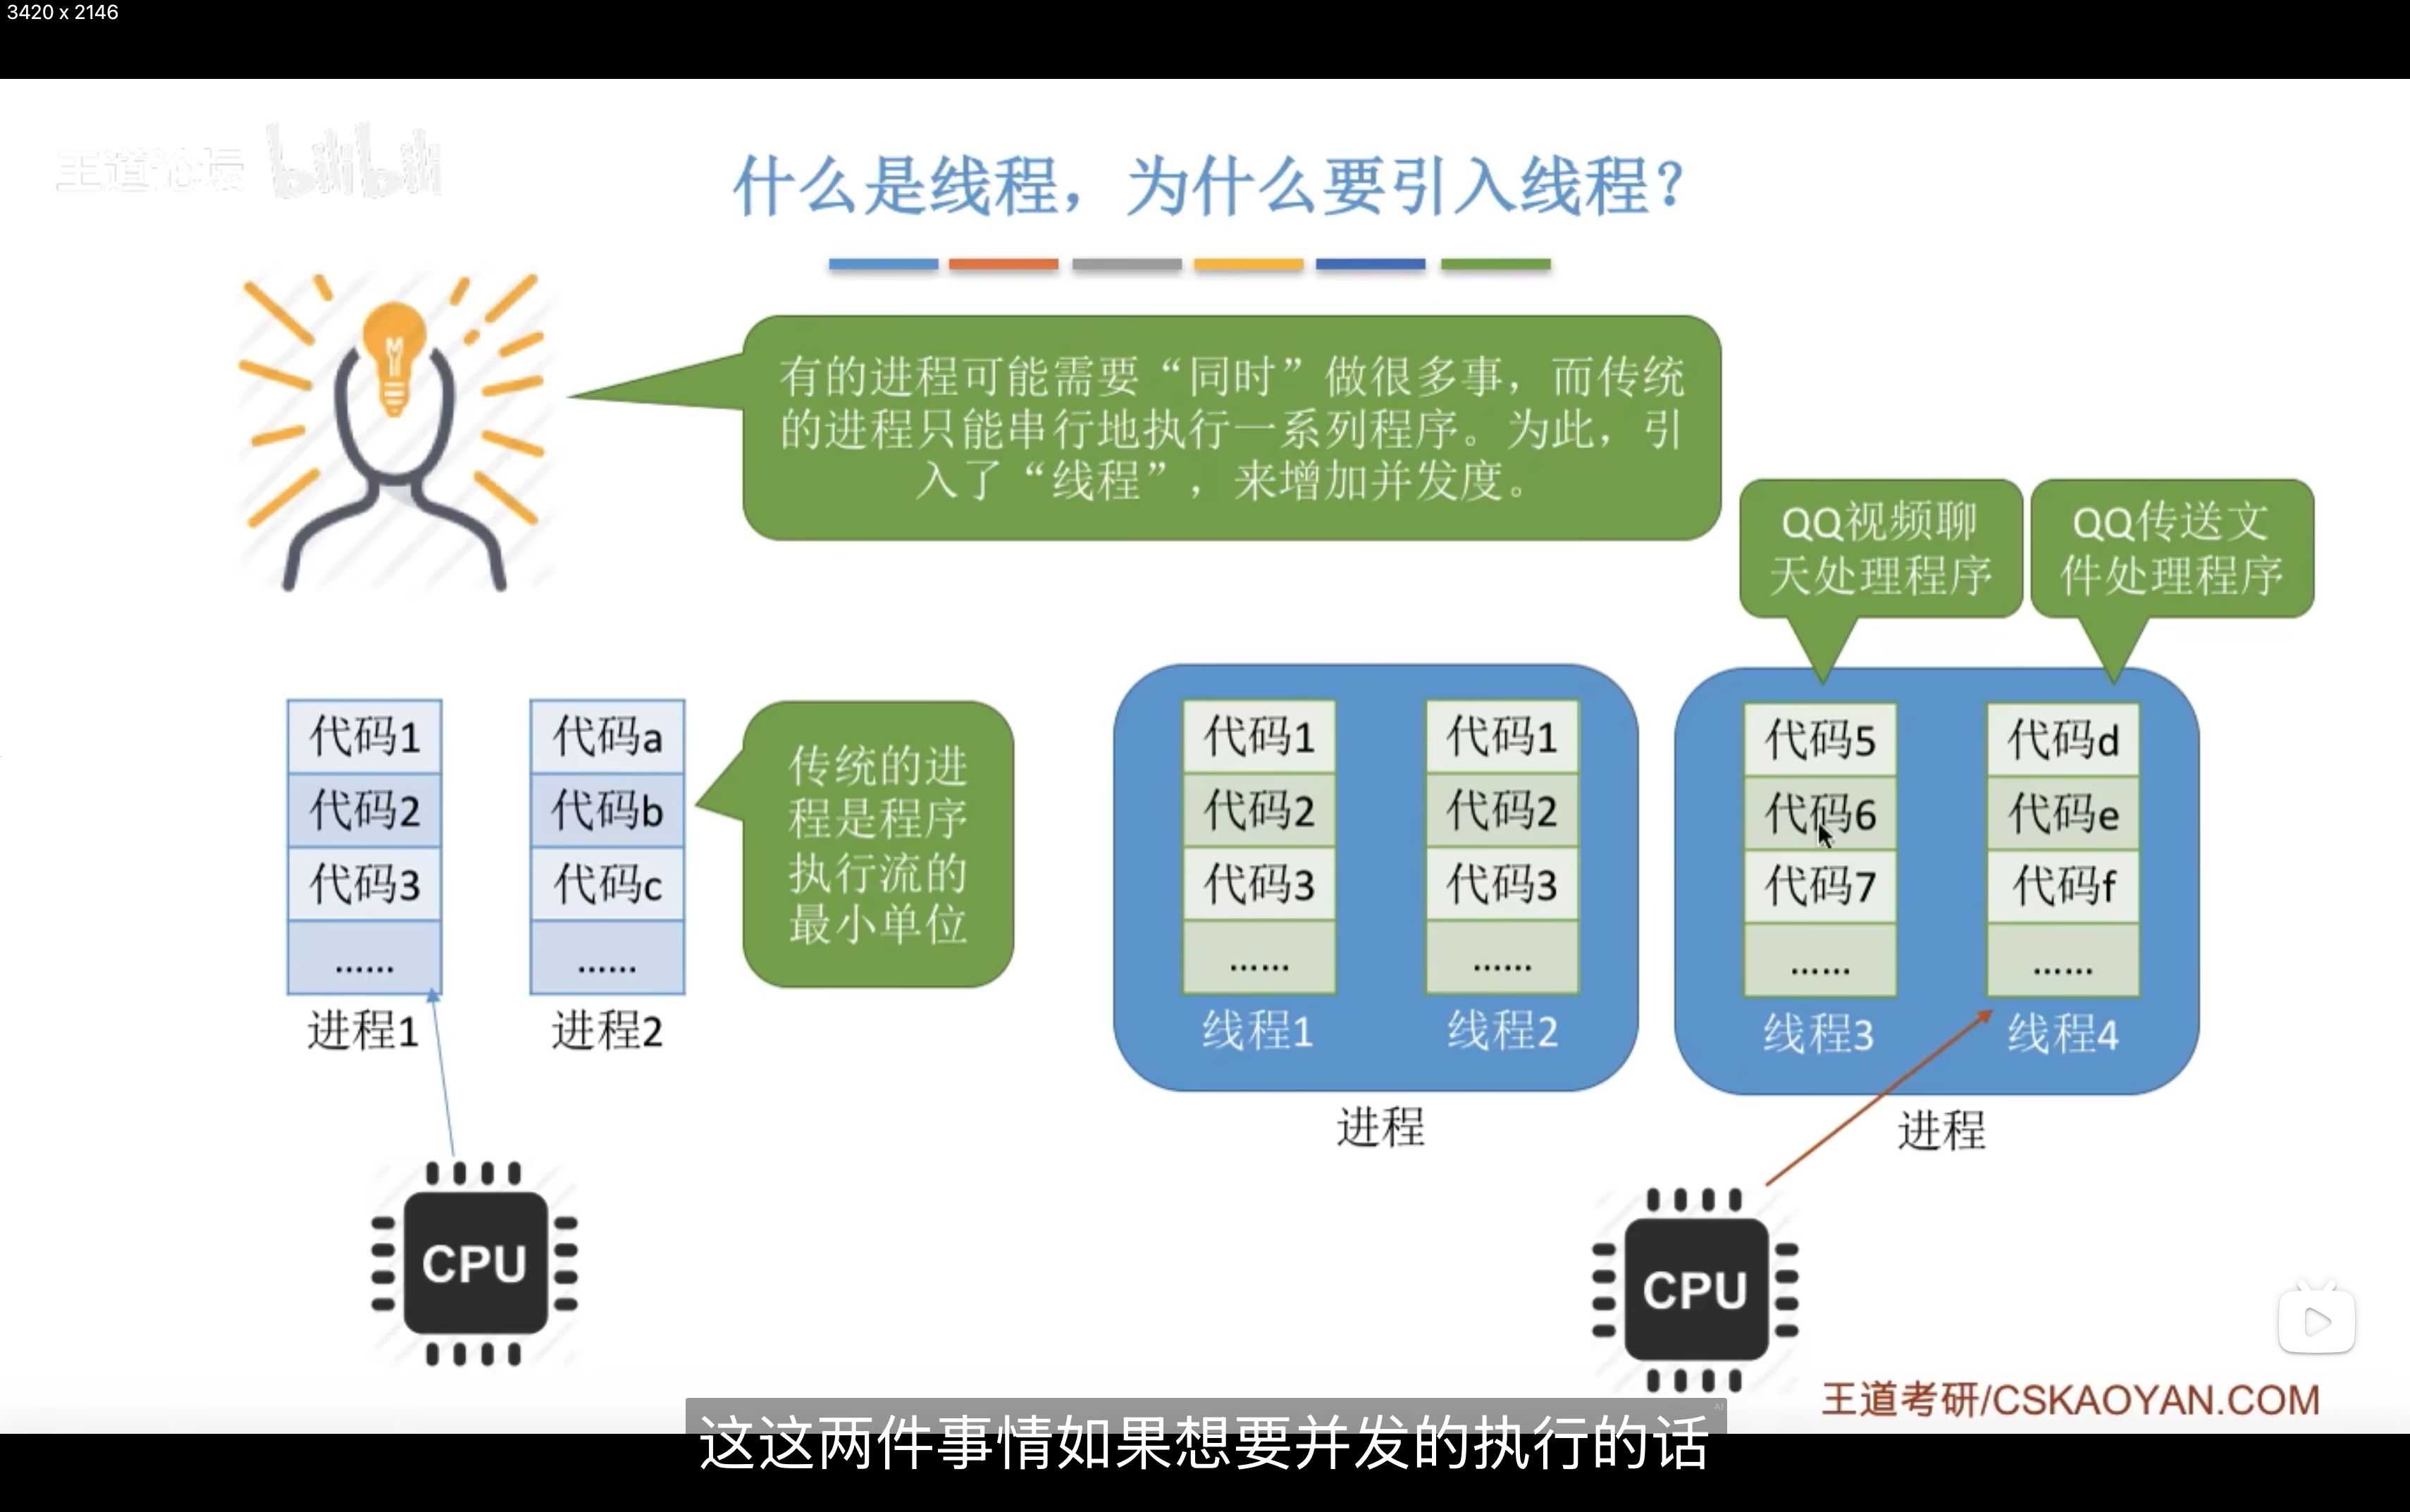 3420 x 2146
王道论坛 bilibili
什么是线程，为什么要引入线程？
有的进程可能需要“同时”做很多事，而传统
的进程只能串行地执行一系列程序。为此，引
入了“线程”，来增加并发度。
QQ视频聊
天处理程序
QQ传送文
件处理程序
代码1
代码2
代码3
......
进程1
代码a
代码b
代码c
......
进程2
传统的进
程是程序
执行流的
最小单位
代码1
代码2
代码3
......
线程1
代码1
代码2
代码3
......
线程2
进程
代码5
代码6
代码7
......
线程3
代码d
代码e
代码f
......
线程4
进程
CPU
CPU
王道考研/CSKAOYAN.COM
AI
这这两件事情如果想要并发的执行的话